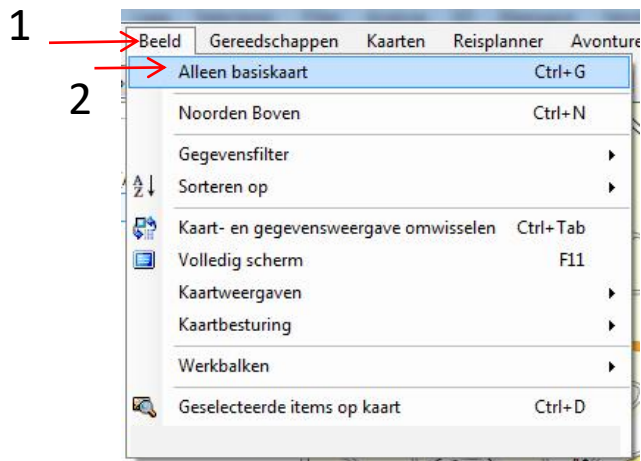 1
Beeld Gereedschappen Kaarten Reisplanner Avonture
2
Alleen basiskaart Ctrl+G
Noorden Boven Ctrl+N
Gegevensfilter
Sorteren op
Kaart- en gegevensweergave omwisselen Ctrl+Tab
Volledig scherm F11
Kaartweergaven
Kaartbesturing
Werkbalken
Geselecteerde items op kaart Ctrl+D